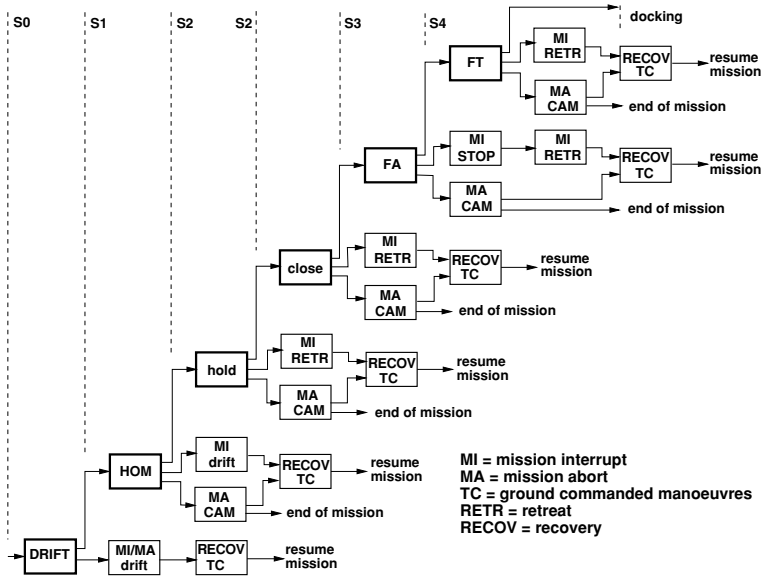 S0
S1
S2
S2
S3
S4
docking
FT
MI
RETR
RECOV
TC
resume
mission
MA
CAM
end of mission
FA
MI
STOP
MI
RETR
RECOV
TC
resume
mission
MA
CAM
end of mission
close
MI
RETR
RECOV
TC
resume
mission
MA
CAM
end of mission
hold
MI
RETR
RECOV
TC
resume
mission
MA
CAM
end of mission
HOM
MI
drift
RECOV
TC
resume
mission
MA
CAM
end of mission
DRIFT
MI/MA
drift
RECOV
TC
resume
mission
MI = mission interrupt
MA = mission abort
TC = ground commanded manoeuvres
RETR = retreat
RECOV = recovery